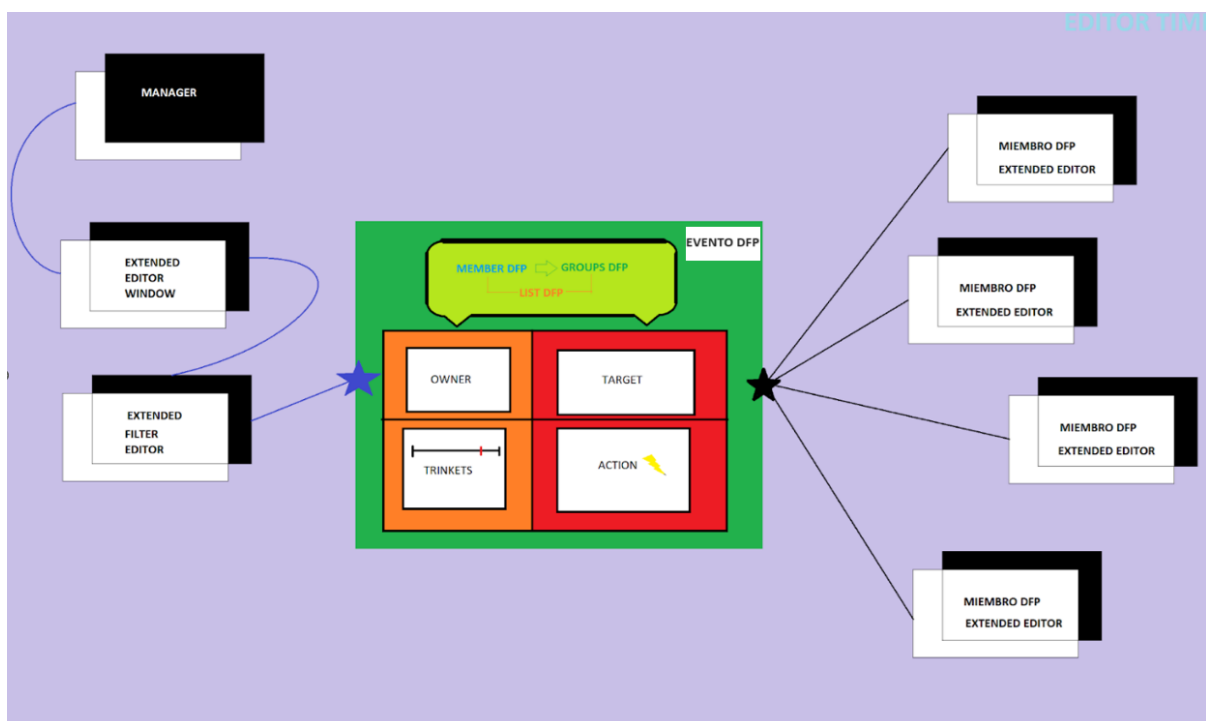 EDITOR TIM
MANAGER
EXTENDED
EDITOR
WINDOW
EXTENDED
FILTER
EDITOR
EVENTO DFP
MEMBER DFP
GROUPS DFP
LIST DFP
OWNER
TARGET
TRINKETS
ACTION
MIEMBRO DFP
EXTENDED EDITOR
MIEMBRO DFP
EXTENDED EDITOR
MIEMBRO DFP
EXTENDED EDITOR
MIEMBRO DFP
EXTENDED EDITOR